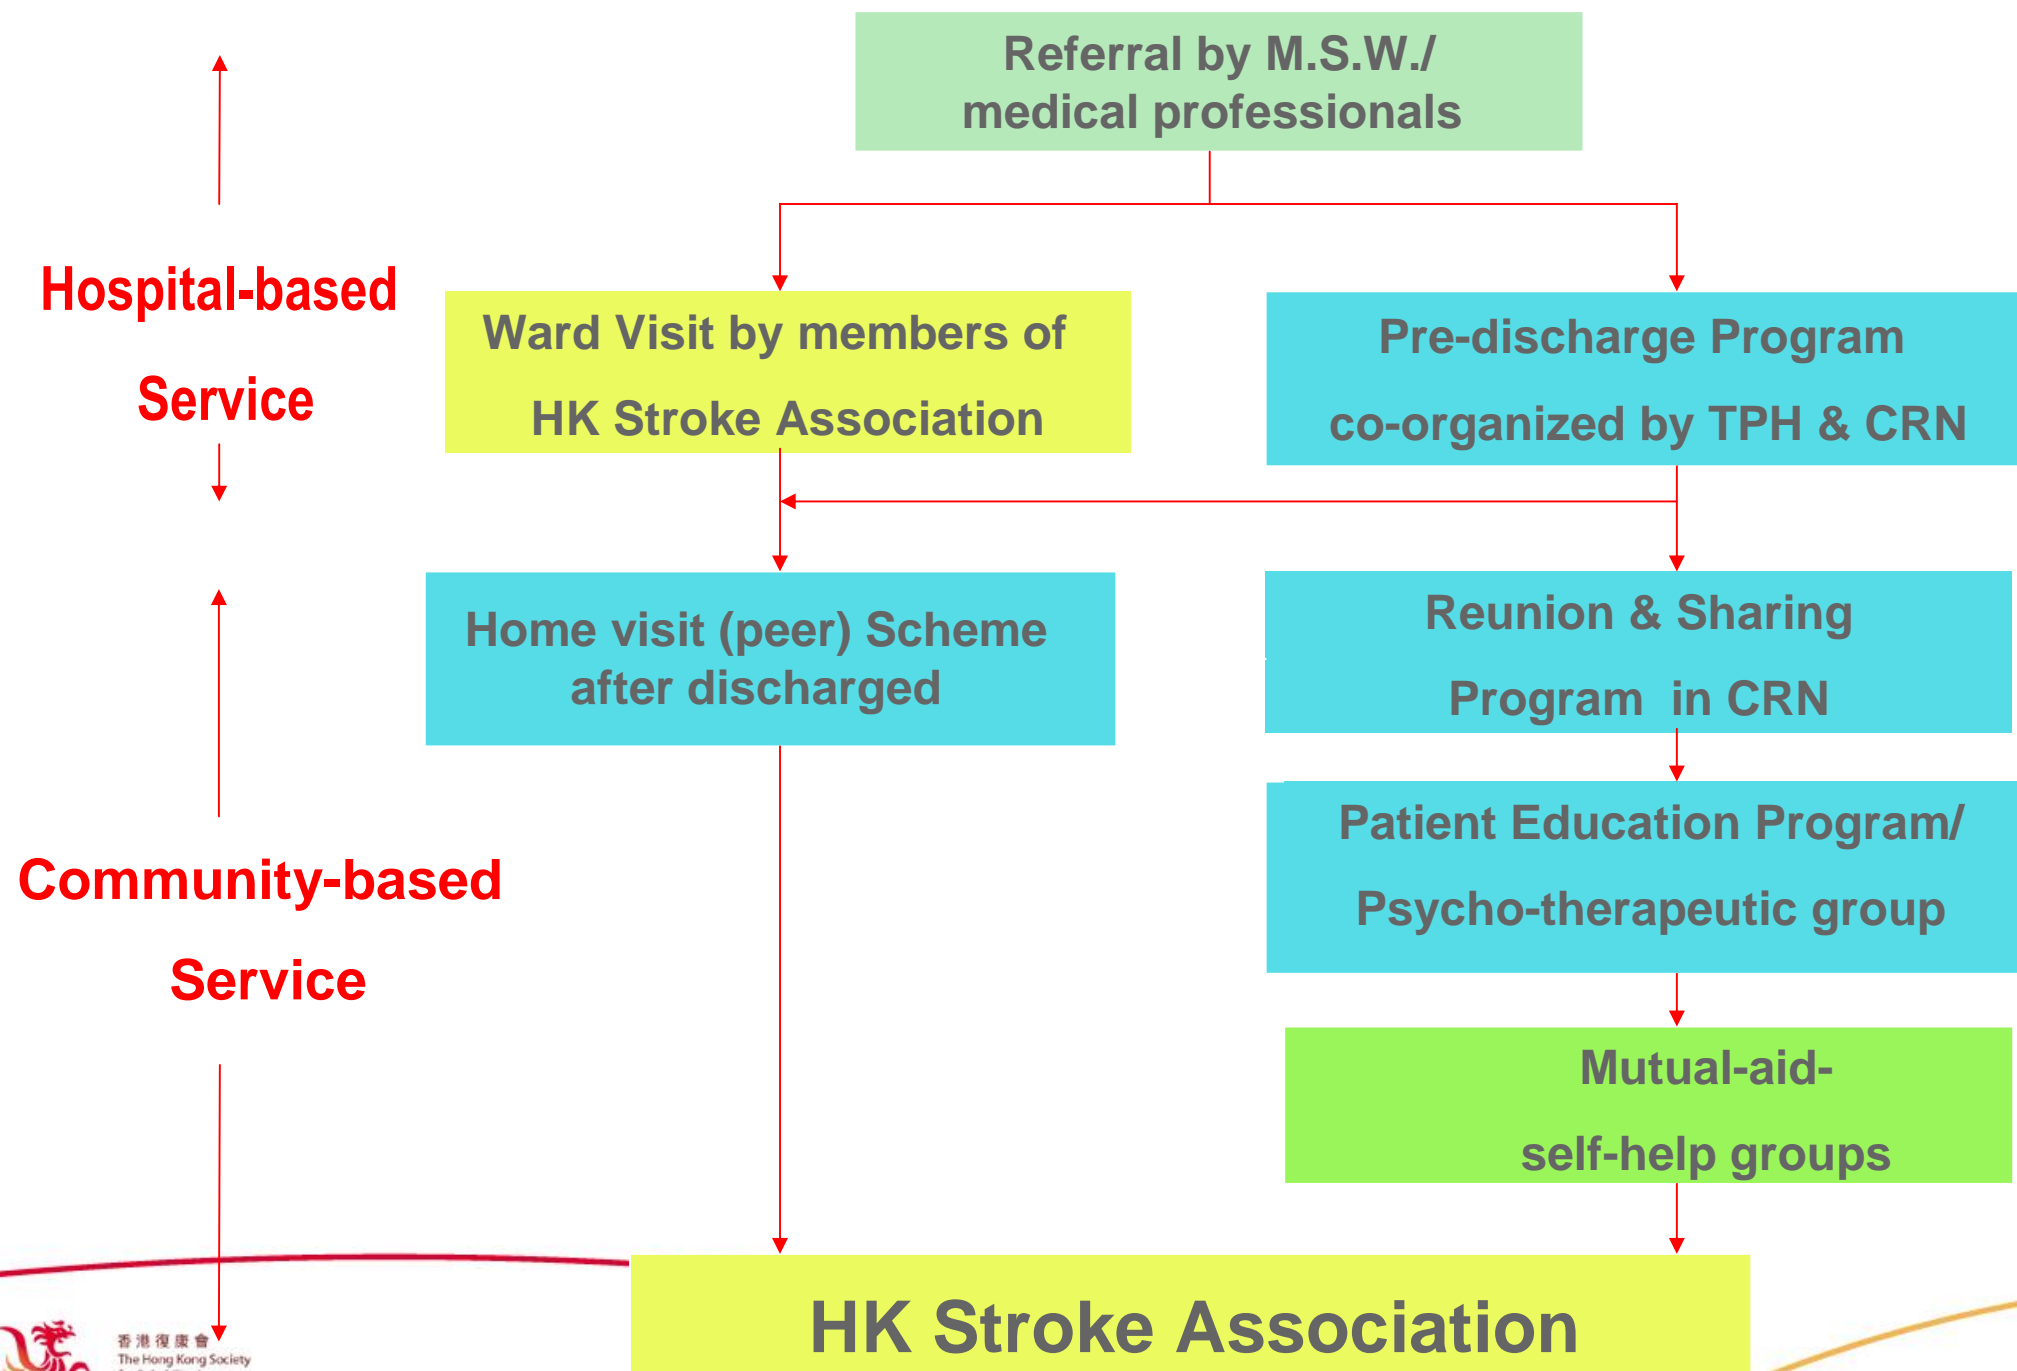 Referral by M.S.W./
medical professionals
Hospital-based
Service
Ward Visit by members of
HK Stroke Association
Pre-discharge Program
co-organized by TPH & CRN
Home visit (peer) Scheme
after discharged
Reunion & Sharing
Program in CRN
Community-based
Service
Patient Education Program/
Psycho-therapeutic group
Mutual-aid-
self-help groups
HK Stroke Association
香港復康會
The Hong Kong Society